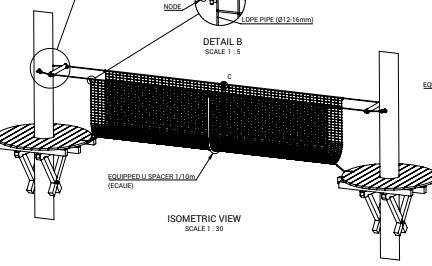 NODE
LDPE PIPE (Ø12-16mm)
DETAIL B
SCALE 1 : 5
C
EQUIPPED U SPACER 1/10m
(ECAUE)
ISOMETRIC VIEW
SCALE 1 : 30